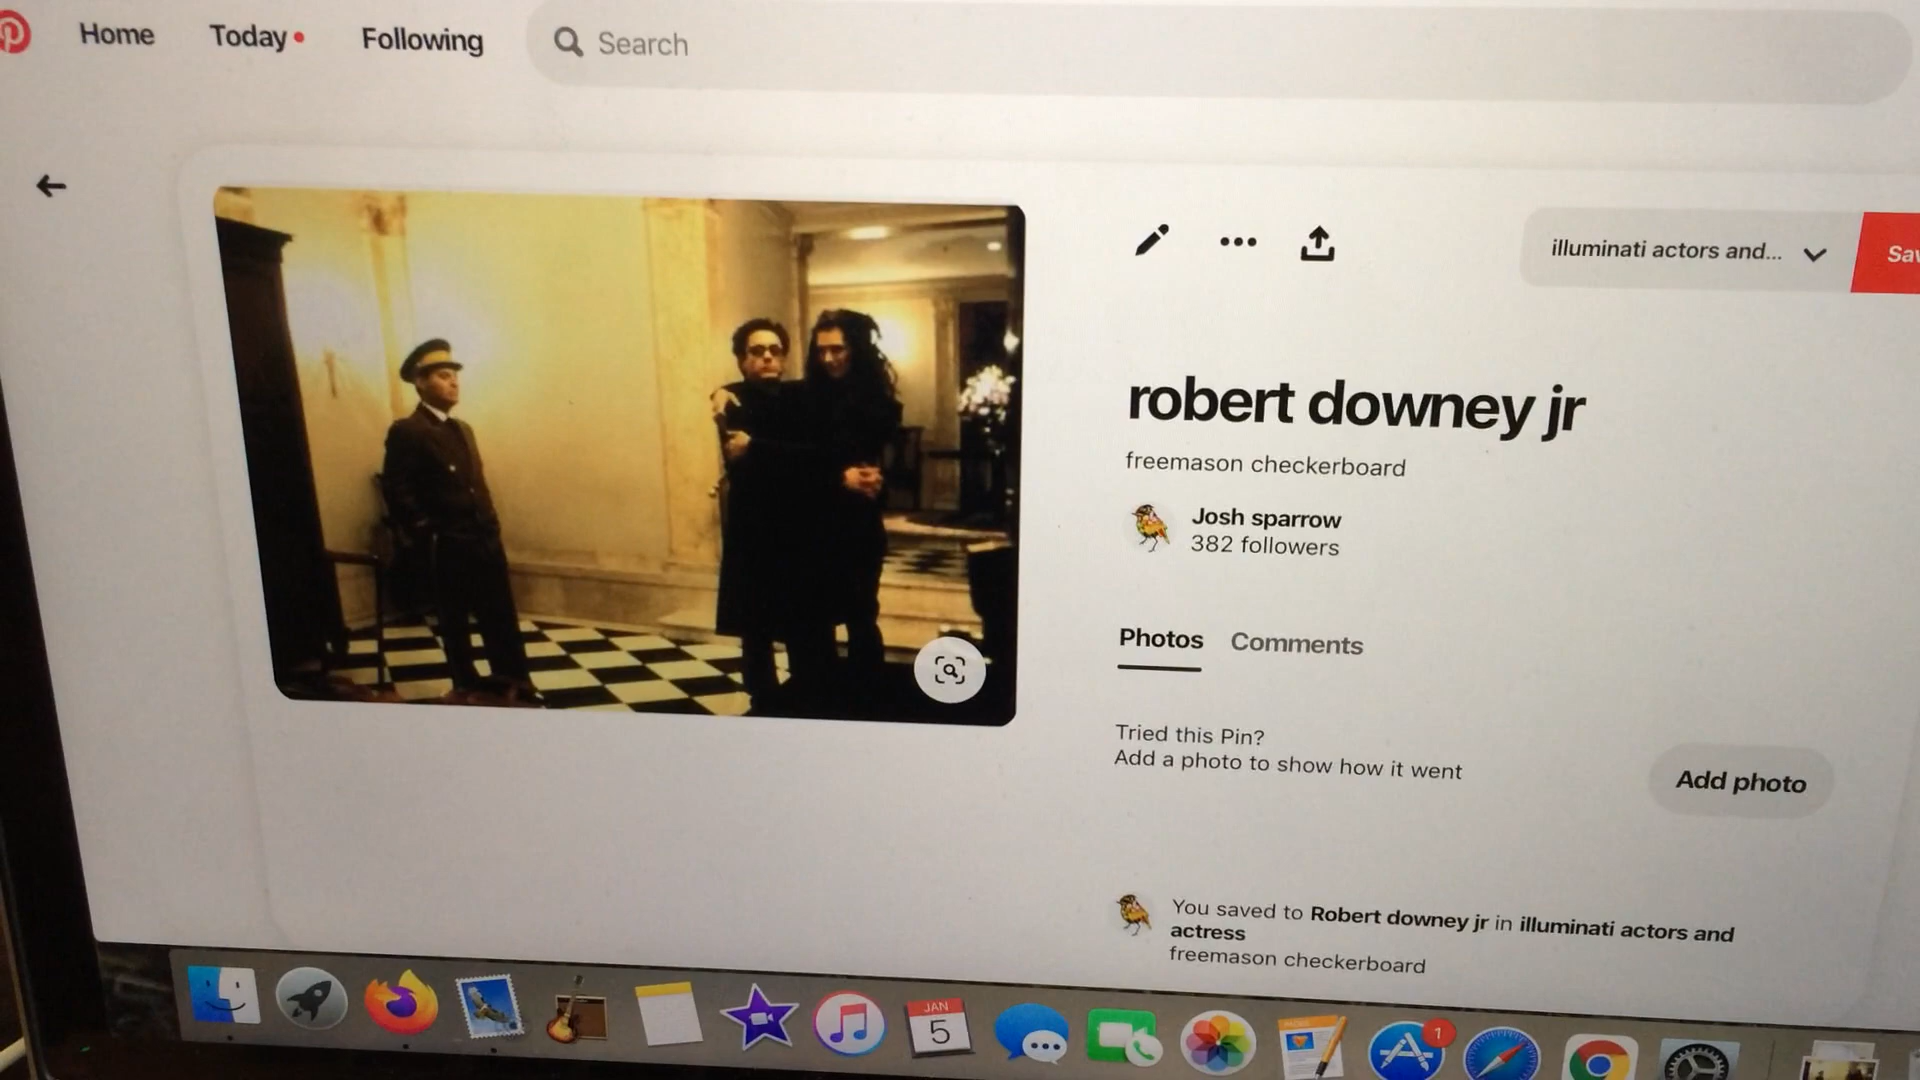 Home Today Following Search
illuminati actors and...
Sav
robert downey jr
freemason checkerboard
Josh sparrow
382 followers
Photos Comments
Tried this Pin?
Add a photo to show how it went
Add photo
You saved to Robert downey jr in illuminati actors and
actress
freemason checkerboard
JAN
5
1